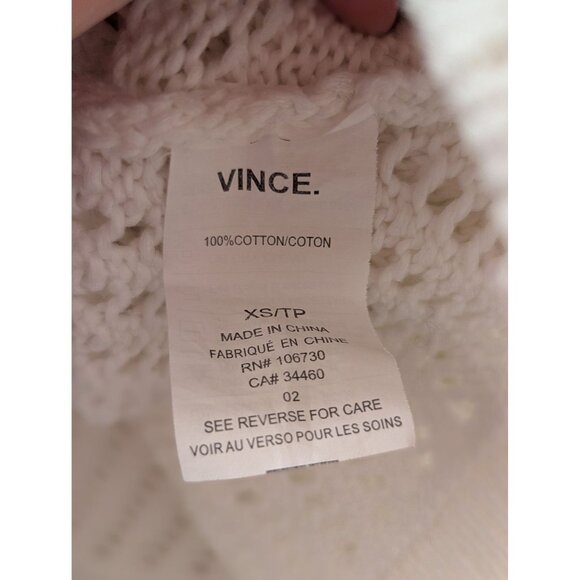 VINCE.
100%COTTON/COTON
XS/TP
MADE IN CHINA
FABRIQUÉ EN CHINE
RN# 106730
CA# 34460
02
SEE REVERSE FOR CARE
VOIR AU VERSO POUR LES SOINS